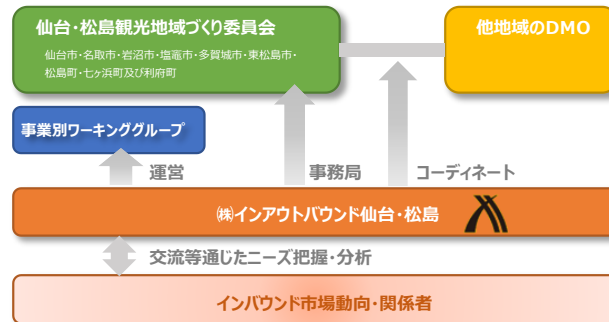 仙台・松島観光地域づくり委員会
仙台市・名取市・岩沼市・塩竈市・多賀城市・東松島市・
松島町・七ヶ浜町及び利府町
他地域のDMO
事業別ワーキンググループ
運営
事務局
コーディネート
㈱インアウトバウンド仙台・松島
交流等通じたニーズ把握・分析
インバウンド市場動向・関係者